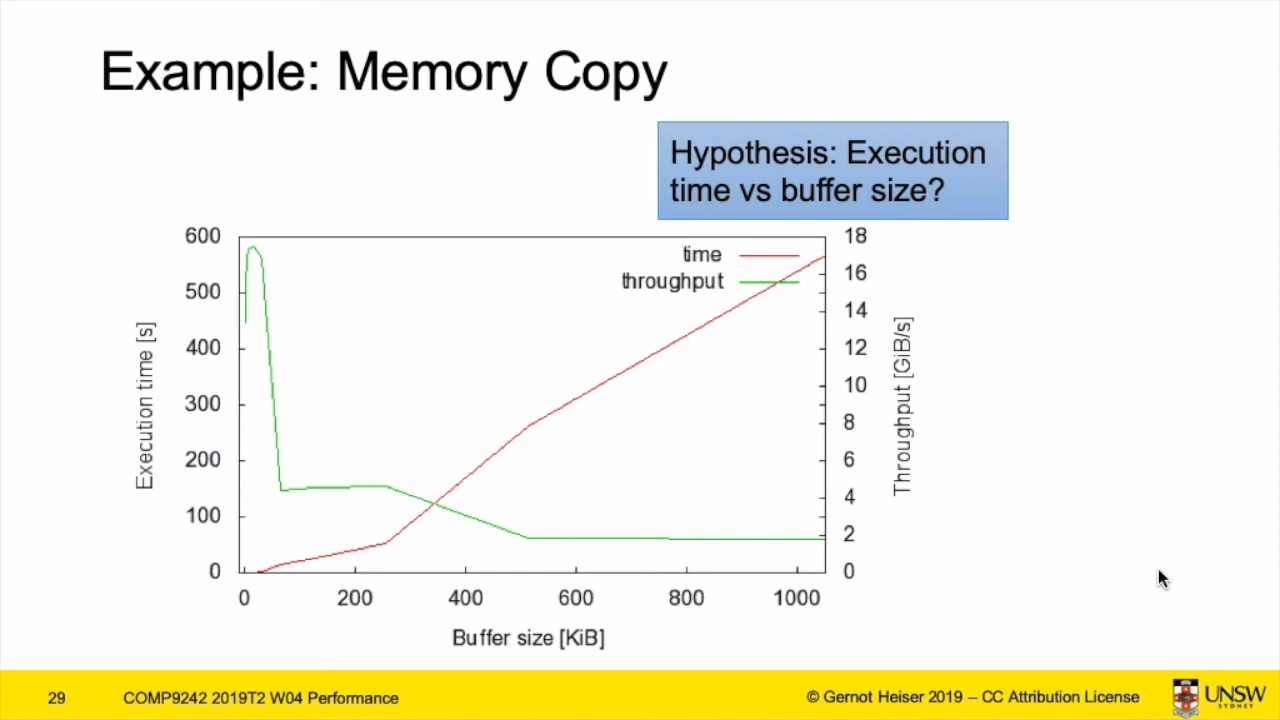 Example: Memory Copy
Hypothesis: Execution
time vs buffer size?
time
throughput
600
500
400
300
200
100
0
Execution time [s]
18
16
14
12
10
8
6
4
2
0
Throughput [GiB/s]
0 200 400 600 800 1000
Buffer size [KiB]
29 COMP9242 2019T2 W04 Performance © Gernot Heiser 2019 – CC Attribution License
UNSW
SYDNEY